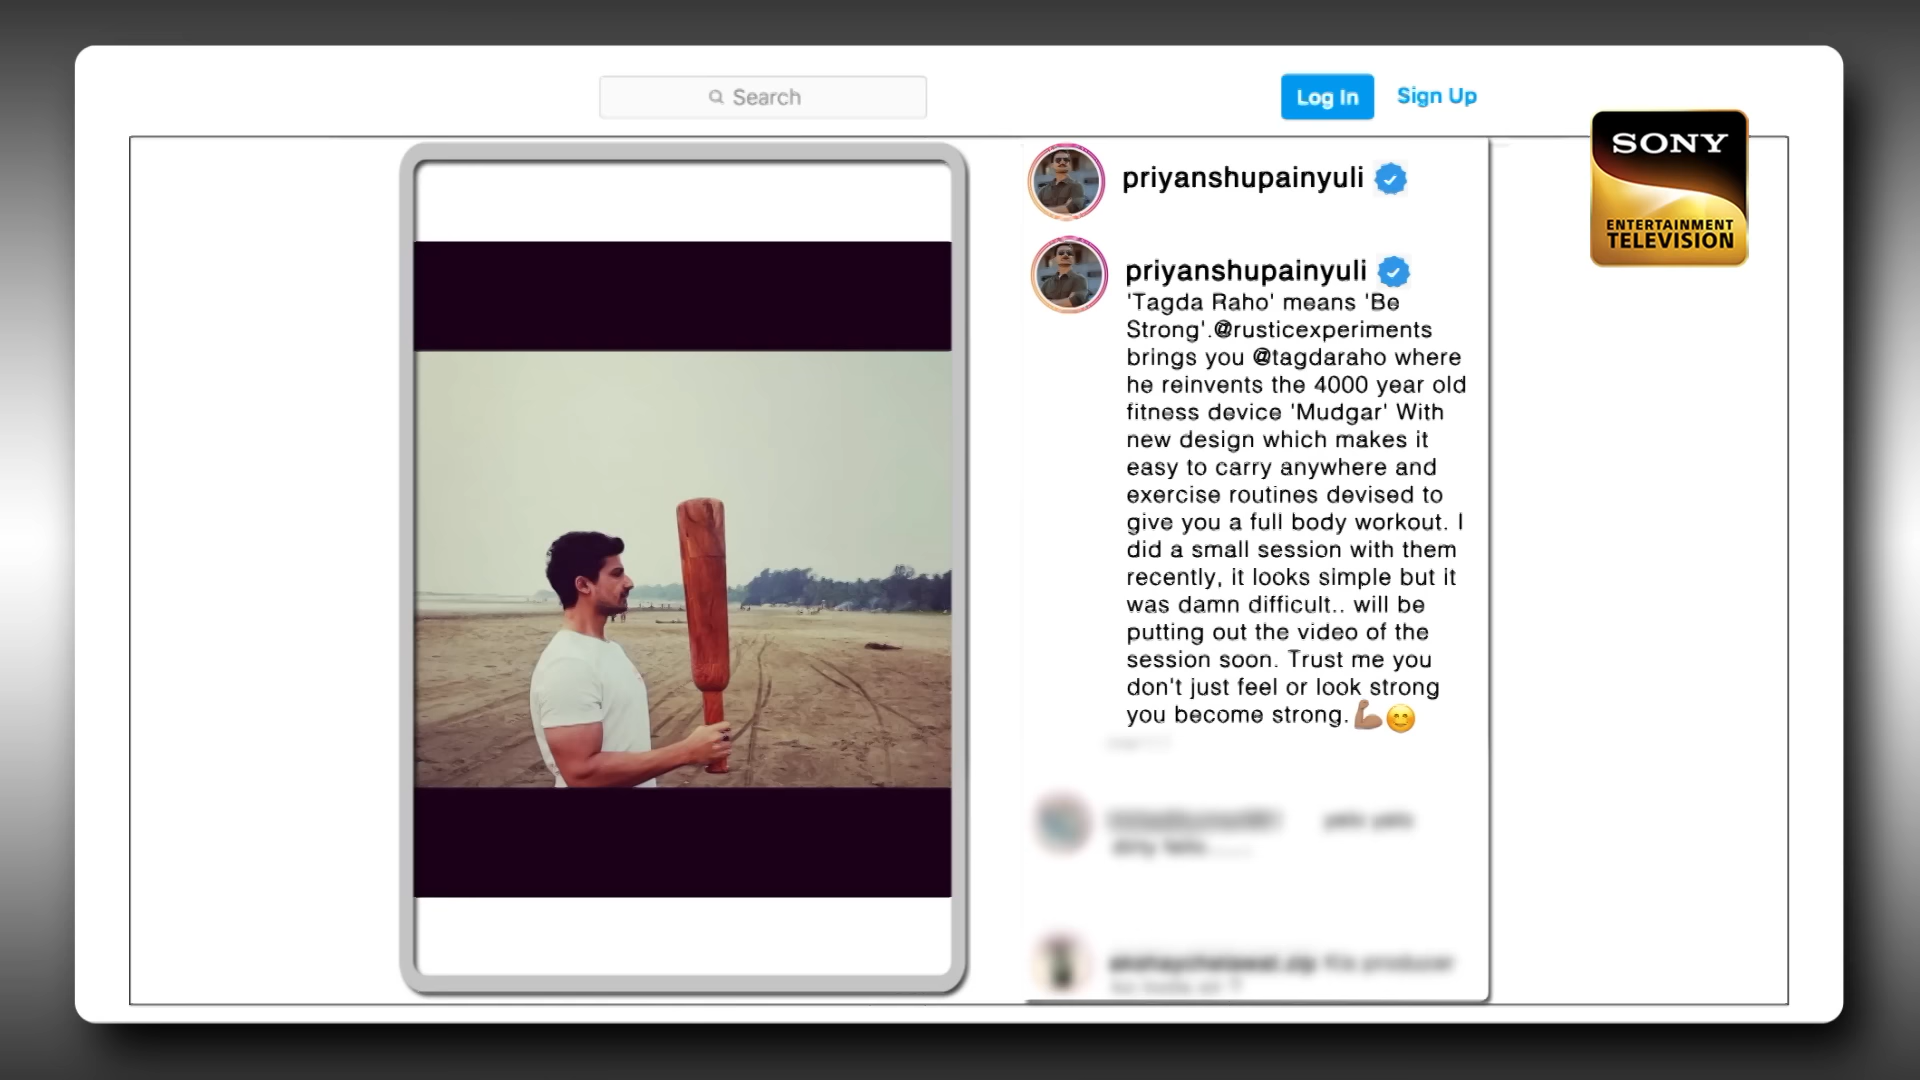 Search
Log In
Sign Up
SONY
ENTERTAINMENT
TELEVISION
priyanshupainyuli
priyanshupainyuli
'Tagda Raho' means 'Be
Strong'.@rusticexperiments
brings you @tagdaraho where
he reinvents the 4000 year old
fitness device 'Mudgar' With
new design which makes it
easy to carry anywhere and
exercise routines devised to
give you a full body workout. I
did a small session with them
recently, it looks simple but it
was damn difficult.. will be
putting out the video of the
session soon. Trust me you
don't just feel or look strong
you become strong.💪🏽😊